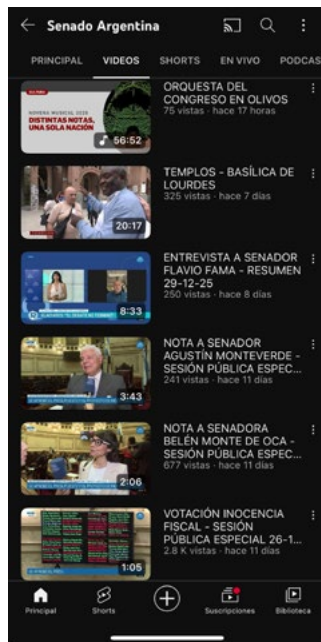 Senado Argentina
PRINCIPAL VIDEOS SHORTS EN VIVO PODCAS
NOVENA MUSICAL 2025
DISTINTAS NOTAS,
UNA SOLA NACIÓN
56:52
ORQUESTA DEL
CONGRESO EN OLIVOS
75 vistas · hace 17 horas
20:17
TEMPLOS - BASÍLICA DE
LOURDES
325 vistas · hace 7 días
8:33
ENTREVISTA A SENADOR
FLAVIO FAMA - RESUMEN
29-12-25
250 vistas · hace 8 días
3:43
NOTA A SENADOR
AGUSTÍN MONTEVERDE -
SESIÓN PÚBLICA ESPEC...
241 vistas · hace 11 días
2:06
NOTA A SENADORA
BELÉN MONTE DE OCA -
SESIÓN PÚBLICA ESPEC...
677 vistas · hace 11 días
1:05
VOTACIÓN INOCENCIA
FISCAL - SESIÓN
PÚBLICA ESPECIAL 26-1...
2.8 K vistas · hace 11 días
Principal Shorts Suscripciones Biblioteca